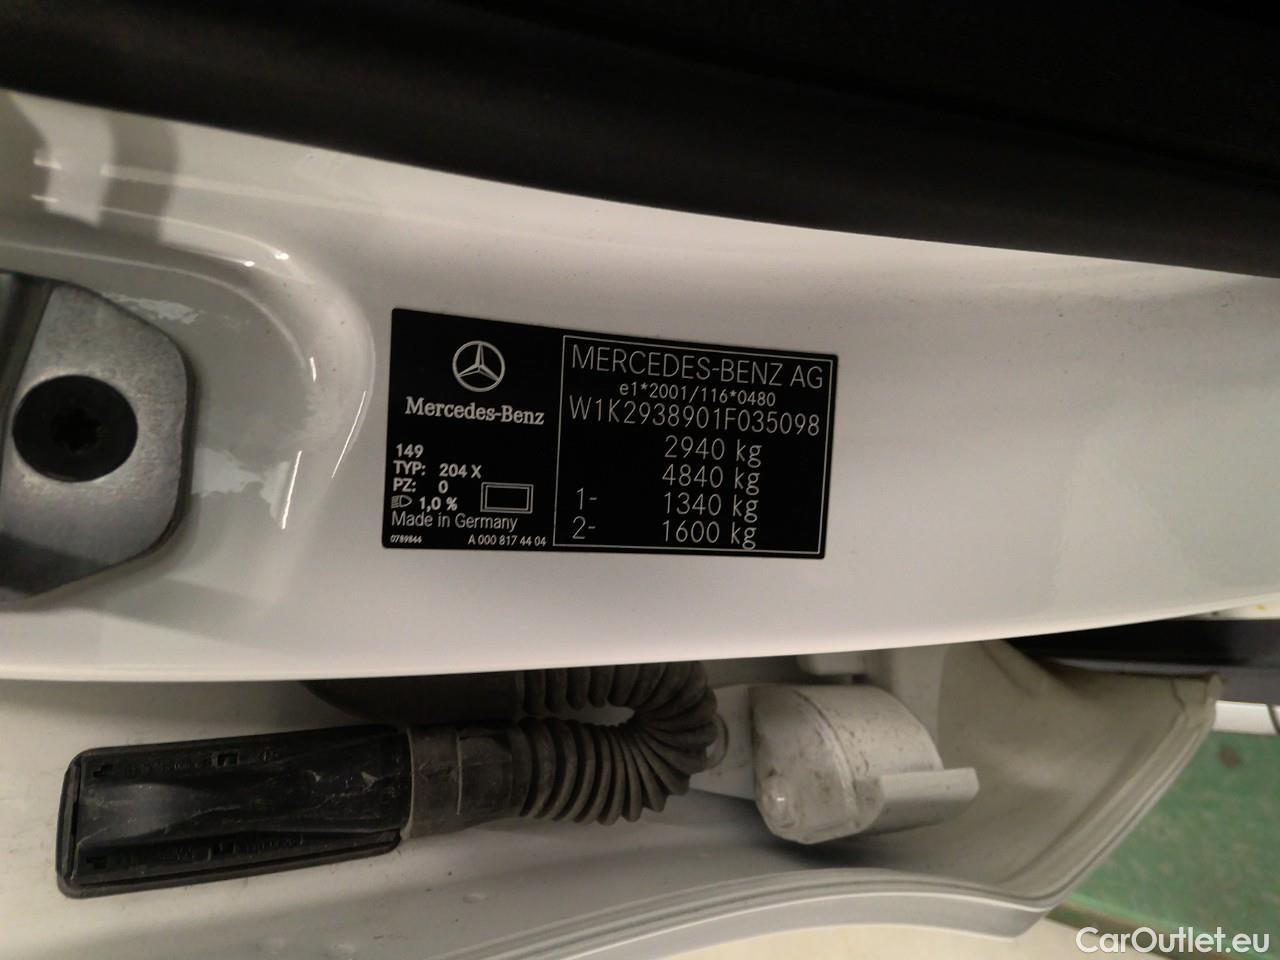 Mercedes-Benz
149
TYP: 204 X
PZ: 0
1,0 %
Made in Germany
0789844
A 000 817 44 04
MERCEDES-BENZ AG
e1*2001/116*0480
W1K2938901F035098
2940 kg
4840 kg
1- 1340 kg
2- 1600 kg
CarOutlet.eu